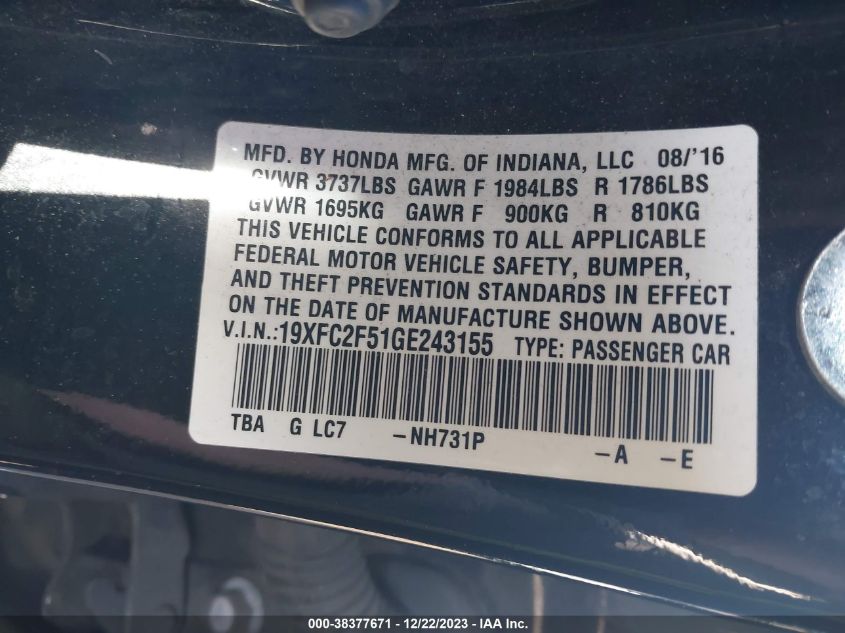 MFD. BY HONDA MFG. OF INDIANA, LLC 08/'16
GVWR 3737LBS GAWR F 1984LBS R 1786LBS
GVWR 1695KG GAWR F 900KG R 810KG
THIS VEHICLE CONFORMS TO ALL APPLICABLE
FEDERAL MOTOR VEHICLE SAFETY, BUMPER,
AND THEFT PREVENTION STANDARDS IN EFFECT
ON THE DATE OF MANUFACTURE SHOWN ABOVE.
V.I.N.:19XFC2F51GE243155 TYPE: PASSENGER CAR
TBA G LC7 -NH731P -A -E
000-38377671 - 12/22/2023 - IAA Inc.